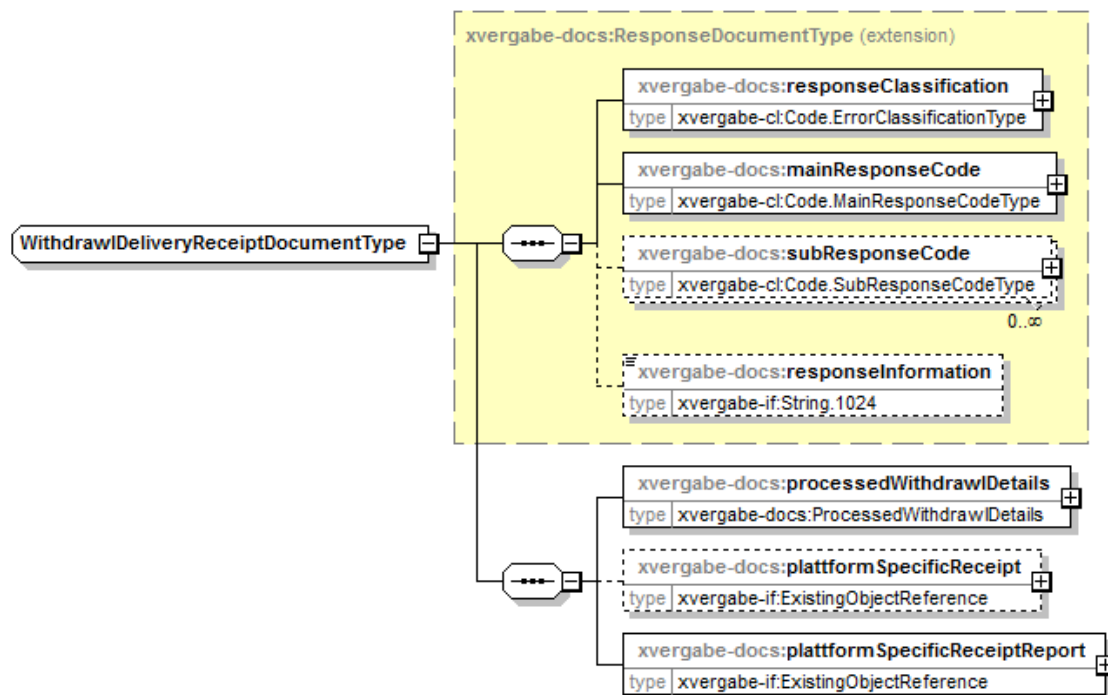 xvergabe-docs:ResponseDocumentType (extension)
xvergabe-docs:responseClassification
type xvergabe-cl:Code.ErrorClassificationType
xvergabe-docs:mainResponseCode
type xvergabe-cl:Code.MainResponseCodeType
WithdrawlDeliveryReceiptDocumentType
xvergabe-docs:subResponseCode
type xvergabe-cl:Code.SubResponseCodeType
0..∞
xvergabe-docs:responseInformation
type xvergabe-if:String.1024
xvergabe-docs:processedWithdrawlDetails
type xvergabe-docs:ProcessedWithdrawlDetails
xvergabe-docs:plattformSpecificReceipt
type xvergabe-if:ExistingObjectReference
xvergabe-docs:plattformSpecificReceiptReport
type xvergabe-if:ExistingObjectReference